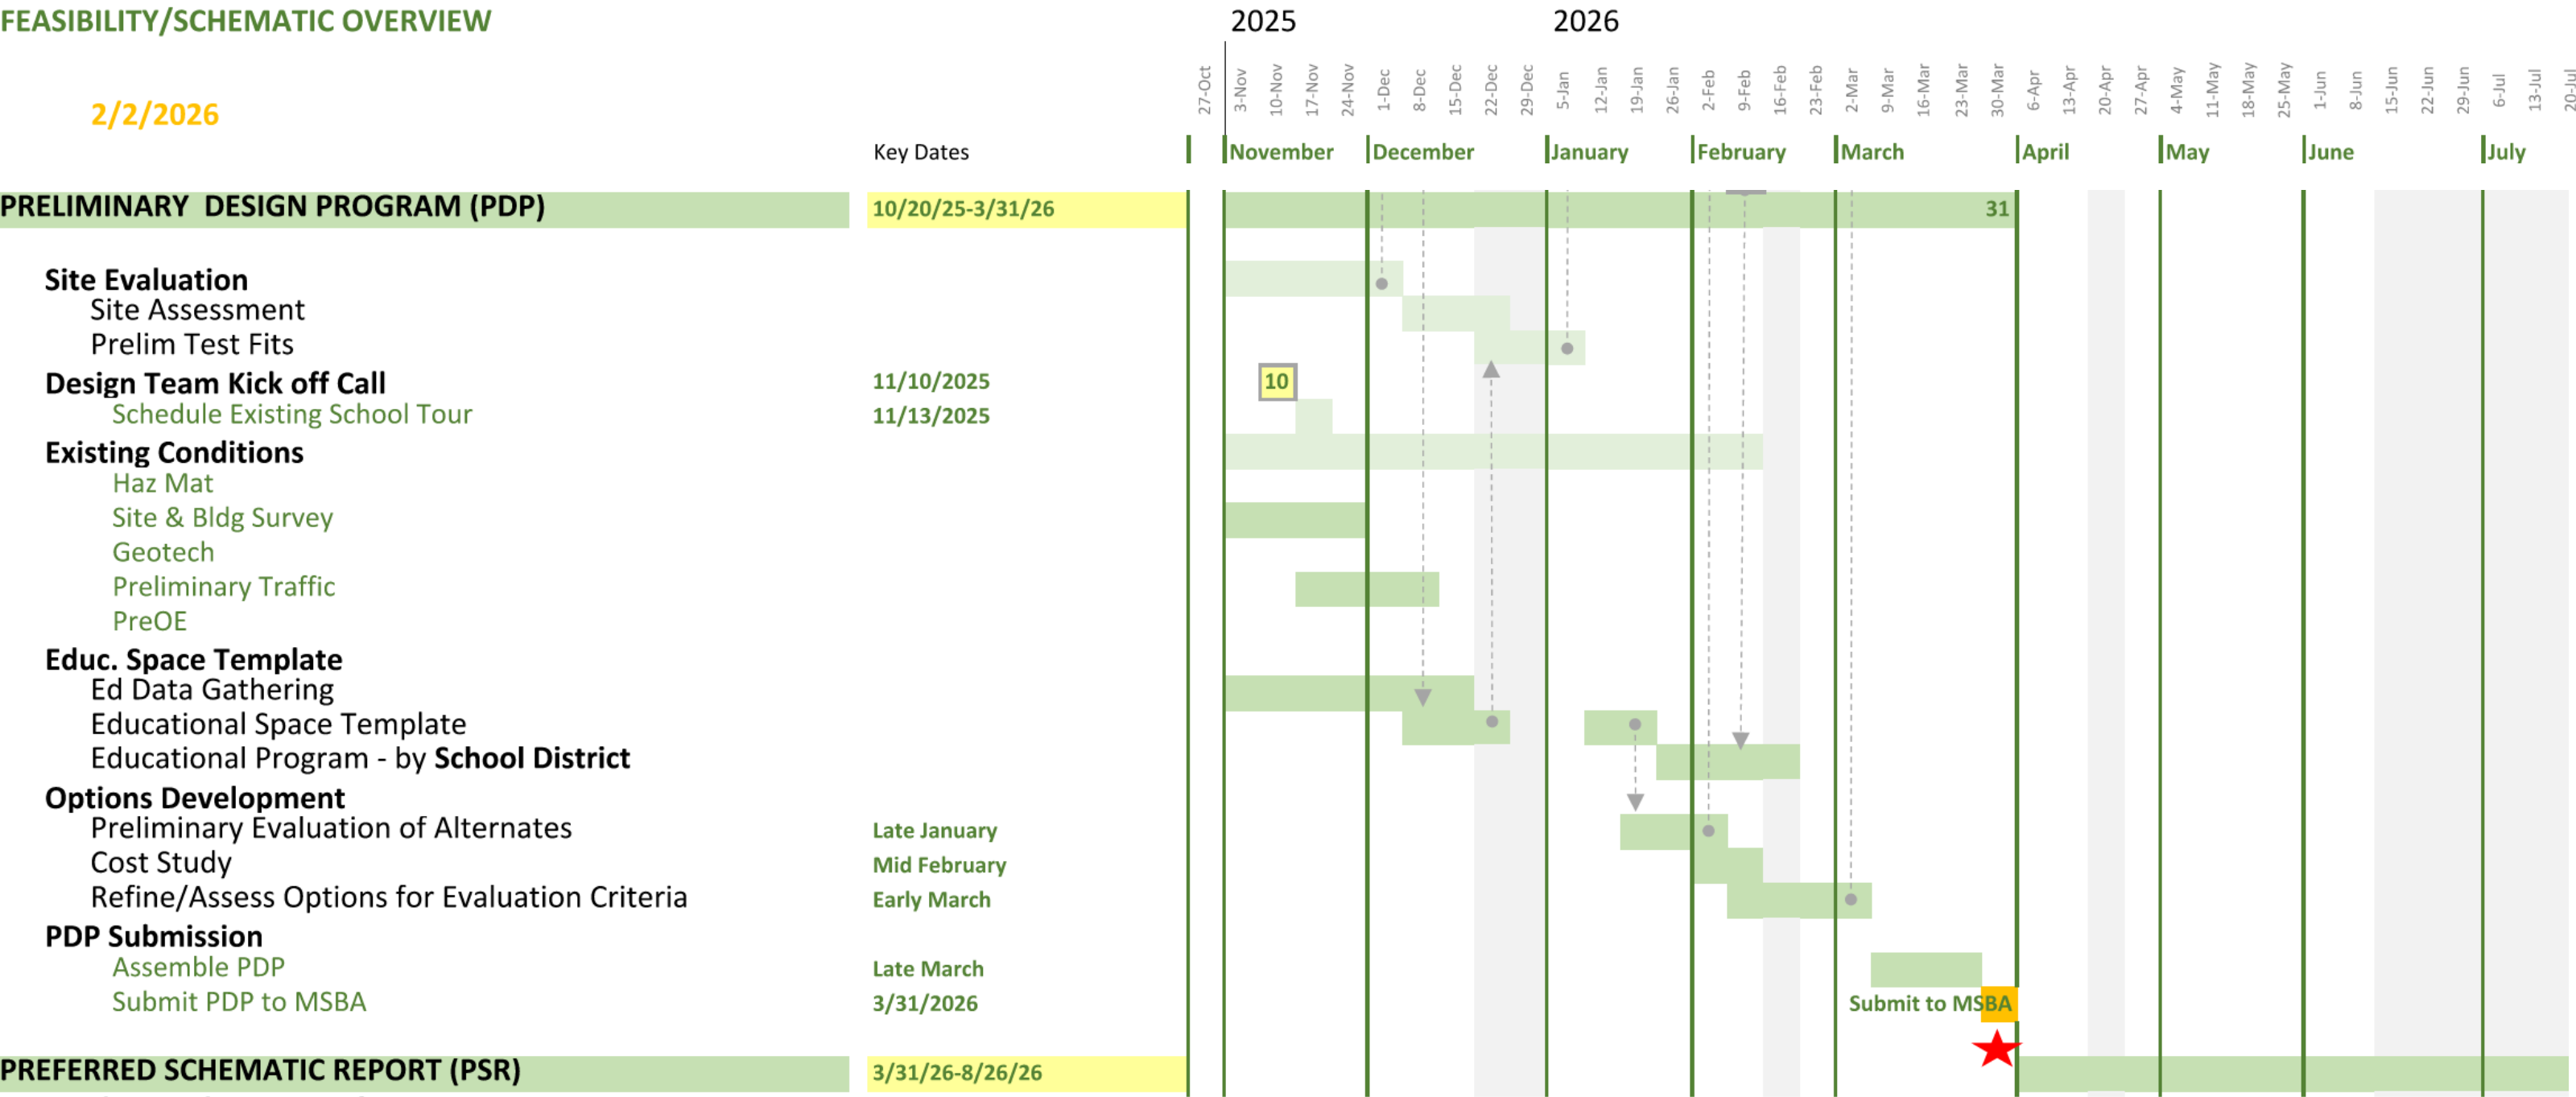 FEASIBILITY/SCHEMATIC OVERVIEW 2025 2026
27-Oct 3-Nov 10-Nov 17-Nov 24-Nov 1-Dec 8-Dec 15-Dec 22-Dec 29-Dec 5-Jan 12-Jan 19-Jan 26-Jan 2-Feb 9-Feb 16-Feb 23-Feb 2-Mar 9-Mar 16-Mar 23-Mar 30-Mar 6-Apr 13-Apr 20-Apr 27-Apr 4-May 11-May 18-May 25-May 1-Jun 8-Jun 15-Jun 22-Jun 29-Jun 6-Jul 13-Jul
2/2/2026
Key Dates November December January February March April May June July
PRELIMINARY DESIGN PROGRAM (PDP) 10/20/25-3/31/26 31
Site Evaluation
Site Assessment
Prelim Test Fits
Design Team Kick off Call 11/10/2025 10
Schedule Existing School Tour 11/13/2025
Existing Conditions
Haz Mat
Site & Bldg Survey
Geotech
Preliminary Traffic
PreOE
Educ. Space Template
Ed Data Gathering
Educational Space Template
Educational Program - by School District
Options Development
Preliminary Evaluation of Alternates Late January
Cost Study Mid February
Refine/Assess Options for Evaluation Criteria Early March
PDP Submission
Assemble PDP Late March
Submit PDP to MSBA 3/31/2026 Submit to MSBA
PREFERRED SCHEMATIC REPORT (PSR) 3/31/26-8/26/26